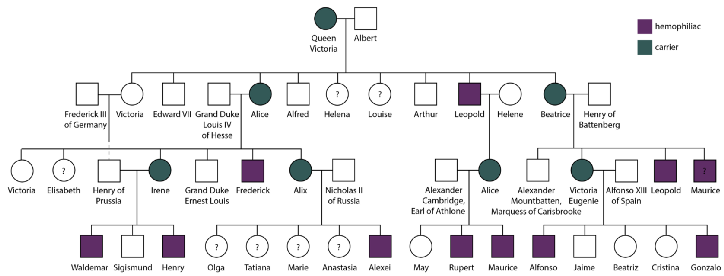 Queen
Victoria
Albert
hemophiliac
carrier
?
?
Frederick III
of Germany
Victoria
Edward VII
Grand Duke
Louis IV
of Hesse
Alice
Alfred
Helena
Louise
Arthur
Leopold
Helene
Beatrice
Henry of
Battenberg
?
?
Victoria
Elisabeth
Henry of
Prussia
Irene
Grand Duke
Ernest Louis
Frederick
Alix
Nicholas II
of Russia
Alexander
Cambridge,
Earl of Athlone
Alice
Alexander
Mountbatten,
Marquess of Carisbrooke
Victoria
Eugenie
Alfonso XIII
of Spain
Leopold
Maurice
?
?
?
?
Waldemar
Sigismund
Henry
Olga
Tatiana
Marie
Anastasia
Alexei
May
Rupert
Maurice
Alfonso
Jaime
Beatriz
Cristina
Gonzalo